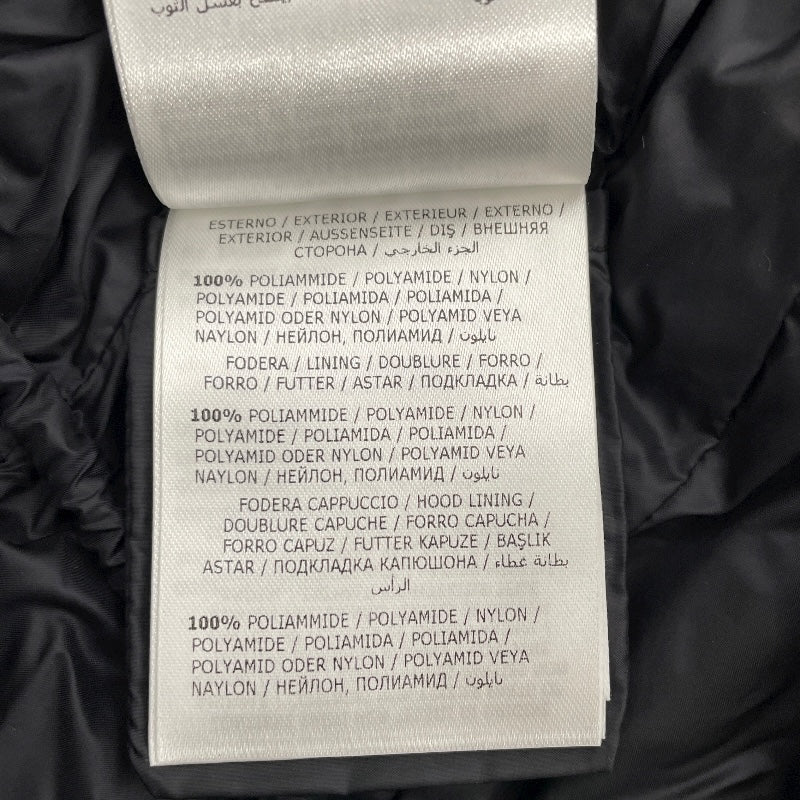 بغسل الثوب
ESTERNO / EXTERIOR / EXTERIEUR / EXTERNO /
EXTERIOR / AUSSENSEITE / DIŞ / ВНЕШНЯЯ
СТОРОНА / الجزء الخارجي
100% POLIAMMIDE / POLYAMIDE / NYLON /
POLYAMIDE / POLIAMIDA / POLIAMIDA /
POLYAMID ODER NYLON / POLYAMID VEYA
NAYLON / НЕЙЛОН, ПОЛИАМИД / نايلون
FODERA / LINING / DOUBLURE / FORRO /
FORRO / FUTTER / ASTAR / ПОДКЛАДКА / بطانة
100% POLIAMMIDE / POLYAMIDE / NYLON /
POLYAMIDE / POLIAMIDA / POLIAMIDA /
POLYAMID ODER NYLON / POLYAMID VEYA
NAYLON / НЕЙЛОН, ПОЛИАМИД / نايلون
FODERA CAPPUCCIO / HOOD LINING /
DOUBLURE CAPUCHE / FORRO CAPUCHA /
FORRO CAPUZ / FUTTER KAPUZE / BAŞLIK
ASTAR / ПОДКЛАДКА КАПЮШОНА / بطانة غطاء
الرأس
100% POLIAMMIDE / POLYAMIDE / NYLON /
POLYAMIDE / POLIAMIDA / POLIAMIDA /
POLYAMID ODER NYLON / POLYAMID VEYA
NAYLON / НЕЙЛОН, ПОЛИАМИД / نايلون